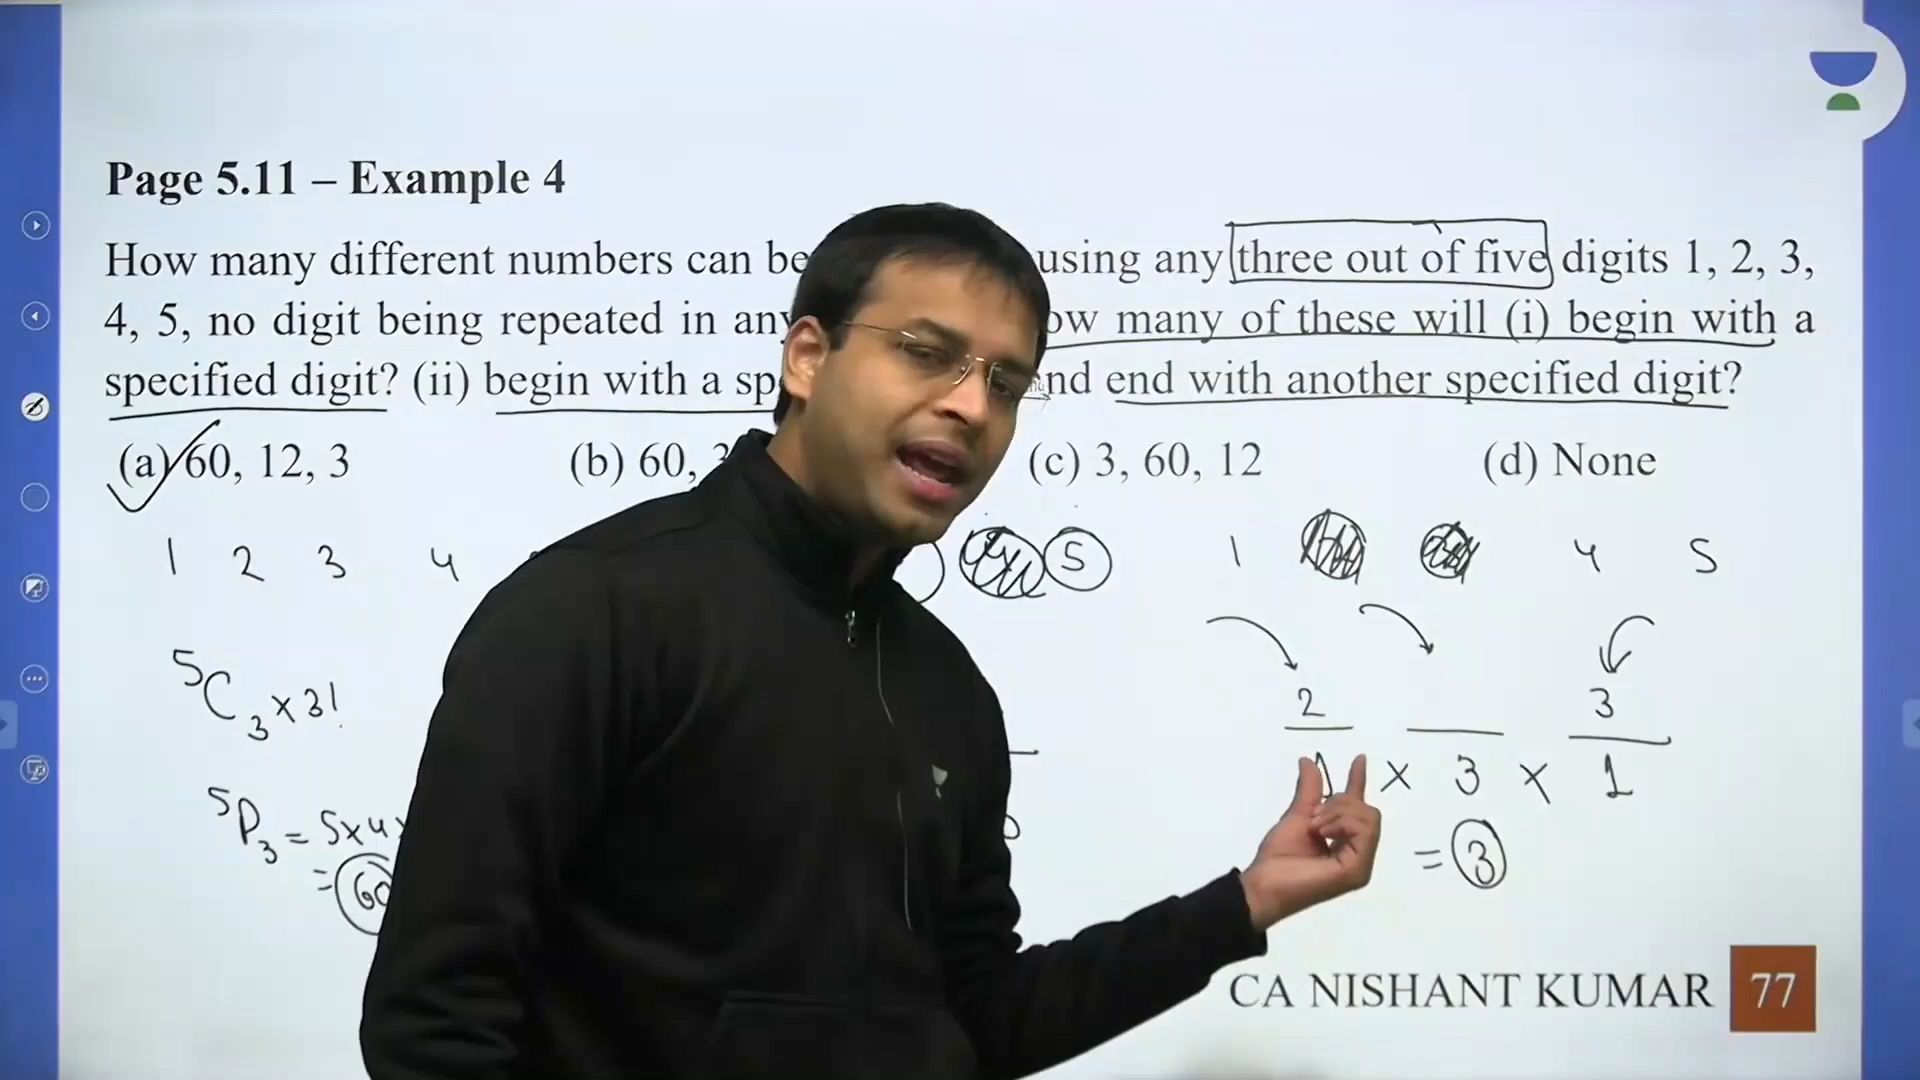 Page 5.11 – Example 4
How many different numbers can be using any three out of five digits 1, 2, 3,
4, 5, no digit being repeated in any how many of these will (i) begin with a
specified digit? (ii) begin with a and end with another specified digit?
(a) 60, 12, 3 (b) 60, (c) 3, 60, 12 (d) None
1 2 3 4 5 1 4 5
⁵C₃ × 3!
2 3
1 × 3 × 1
⁵P₃ = 5×4×
= 60
= 3
CA NISHANT KUMAR 77